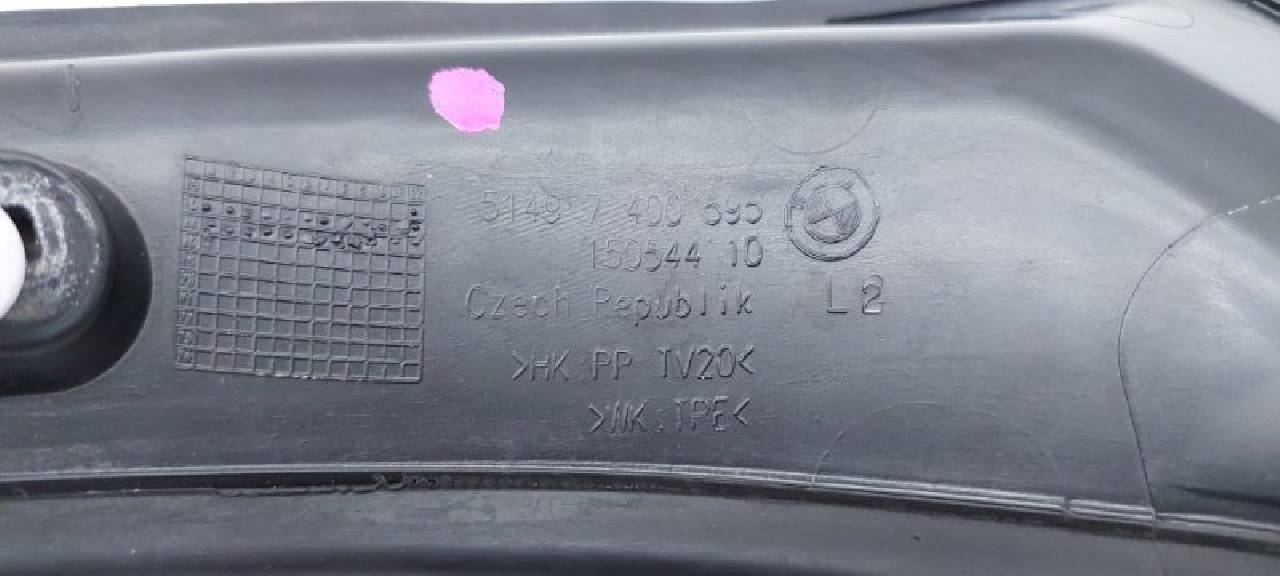 5149 7 400 595
150544 10
Czech Republik L2
>HK:PP TV20<
>WK:TPE<